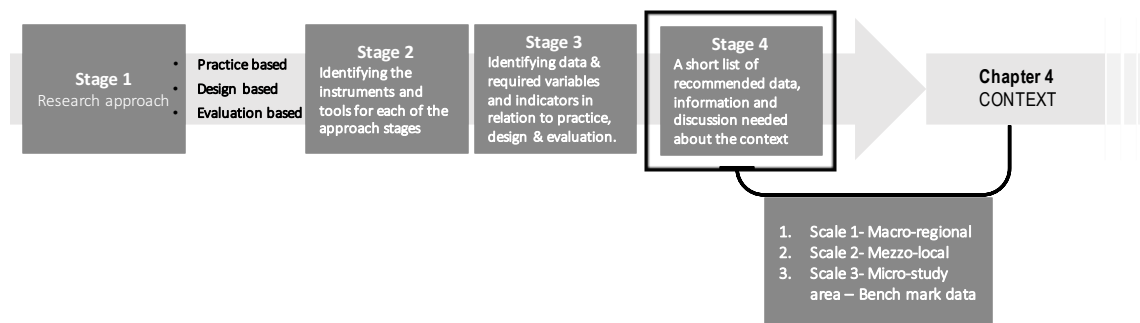 Stage 1
Research approach
• Practice based
• Design based
• Evaluation based
Stage 2
Identifying the
instruments and
tools for each of the
approach stages
Stage 3
Identifying data &
required variables
and indicators in
relation to practice,
design & evaluation.
Stage 4
A short list of
recommended data,
information and
discussion needed
about the context
Chapter 4
CONTEXT
1. Scale 1- Macro-regional
2. Scale 2- Mezzo-local
3. Scale 3- Micro-study
area – Bench mark data